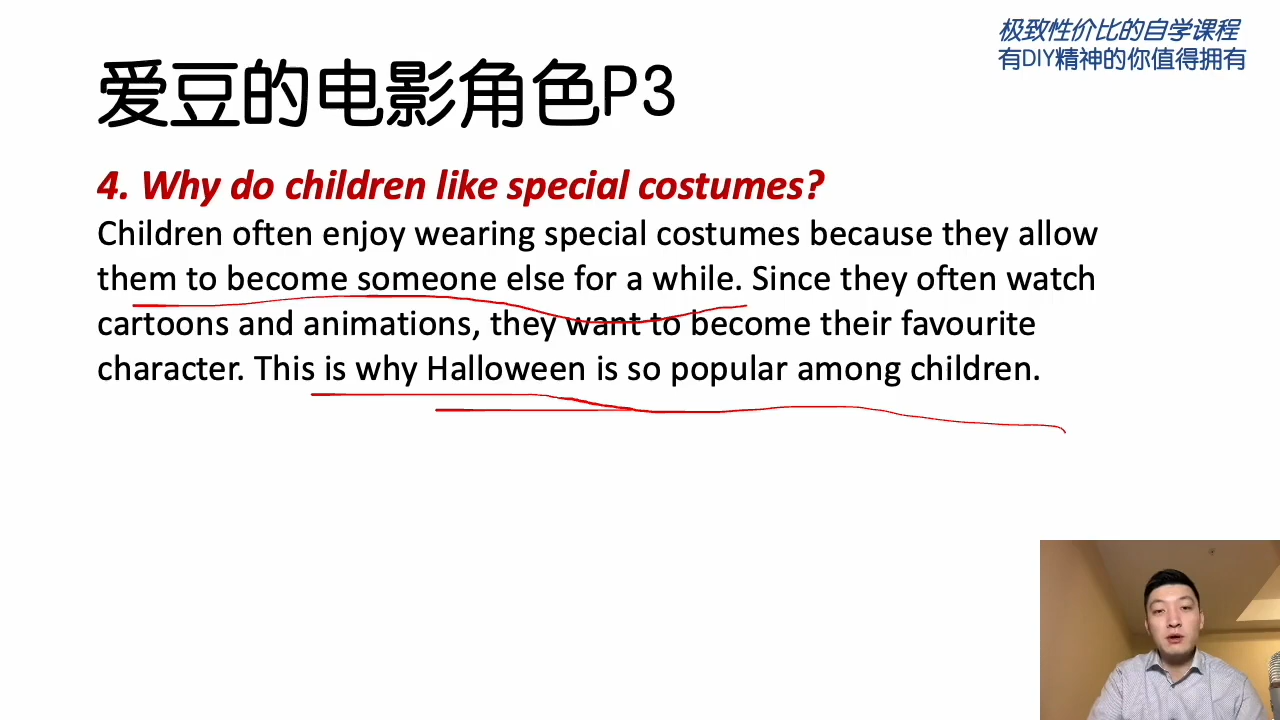 极致性价比的自学课程
有DIY精神的你值得拥有
爱豆的电影角色P3
4. Why do children like special costumes?
Children often enjoy wearing special costumes because they allow
them to become someone else for a while. Since they often watch
cartoons and animations, they want to become their favourite
character. This is why Halloween is so popular among children.